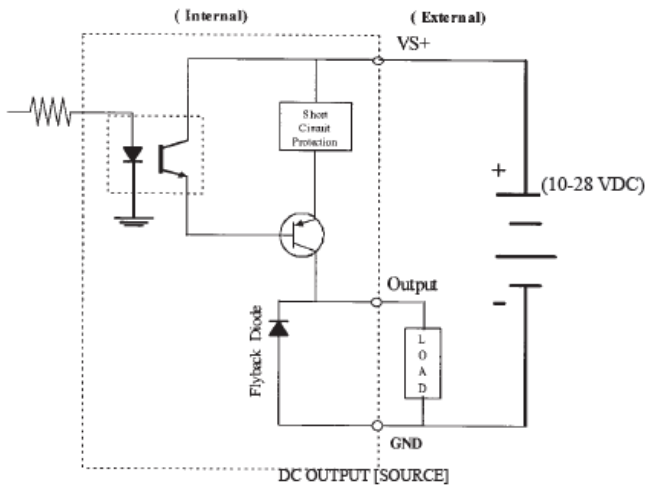 ( Internal)
( External)
VS+
Short
Circuit
Protection
+
(10-28 VDC)
-
Output
Flyback Diode
L
O
A
D
GND
DC OUTPUT [SOURCE]